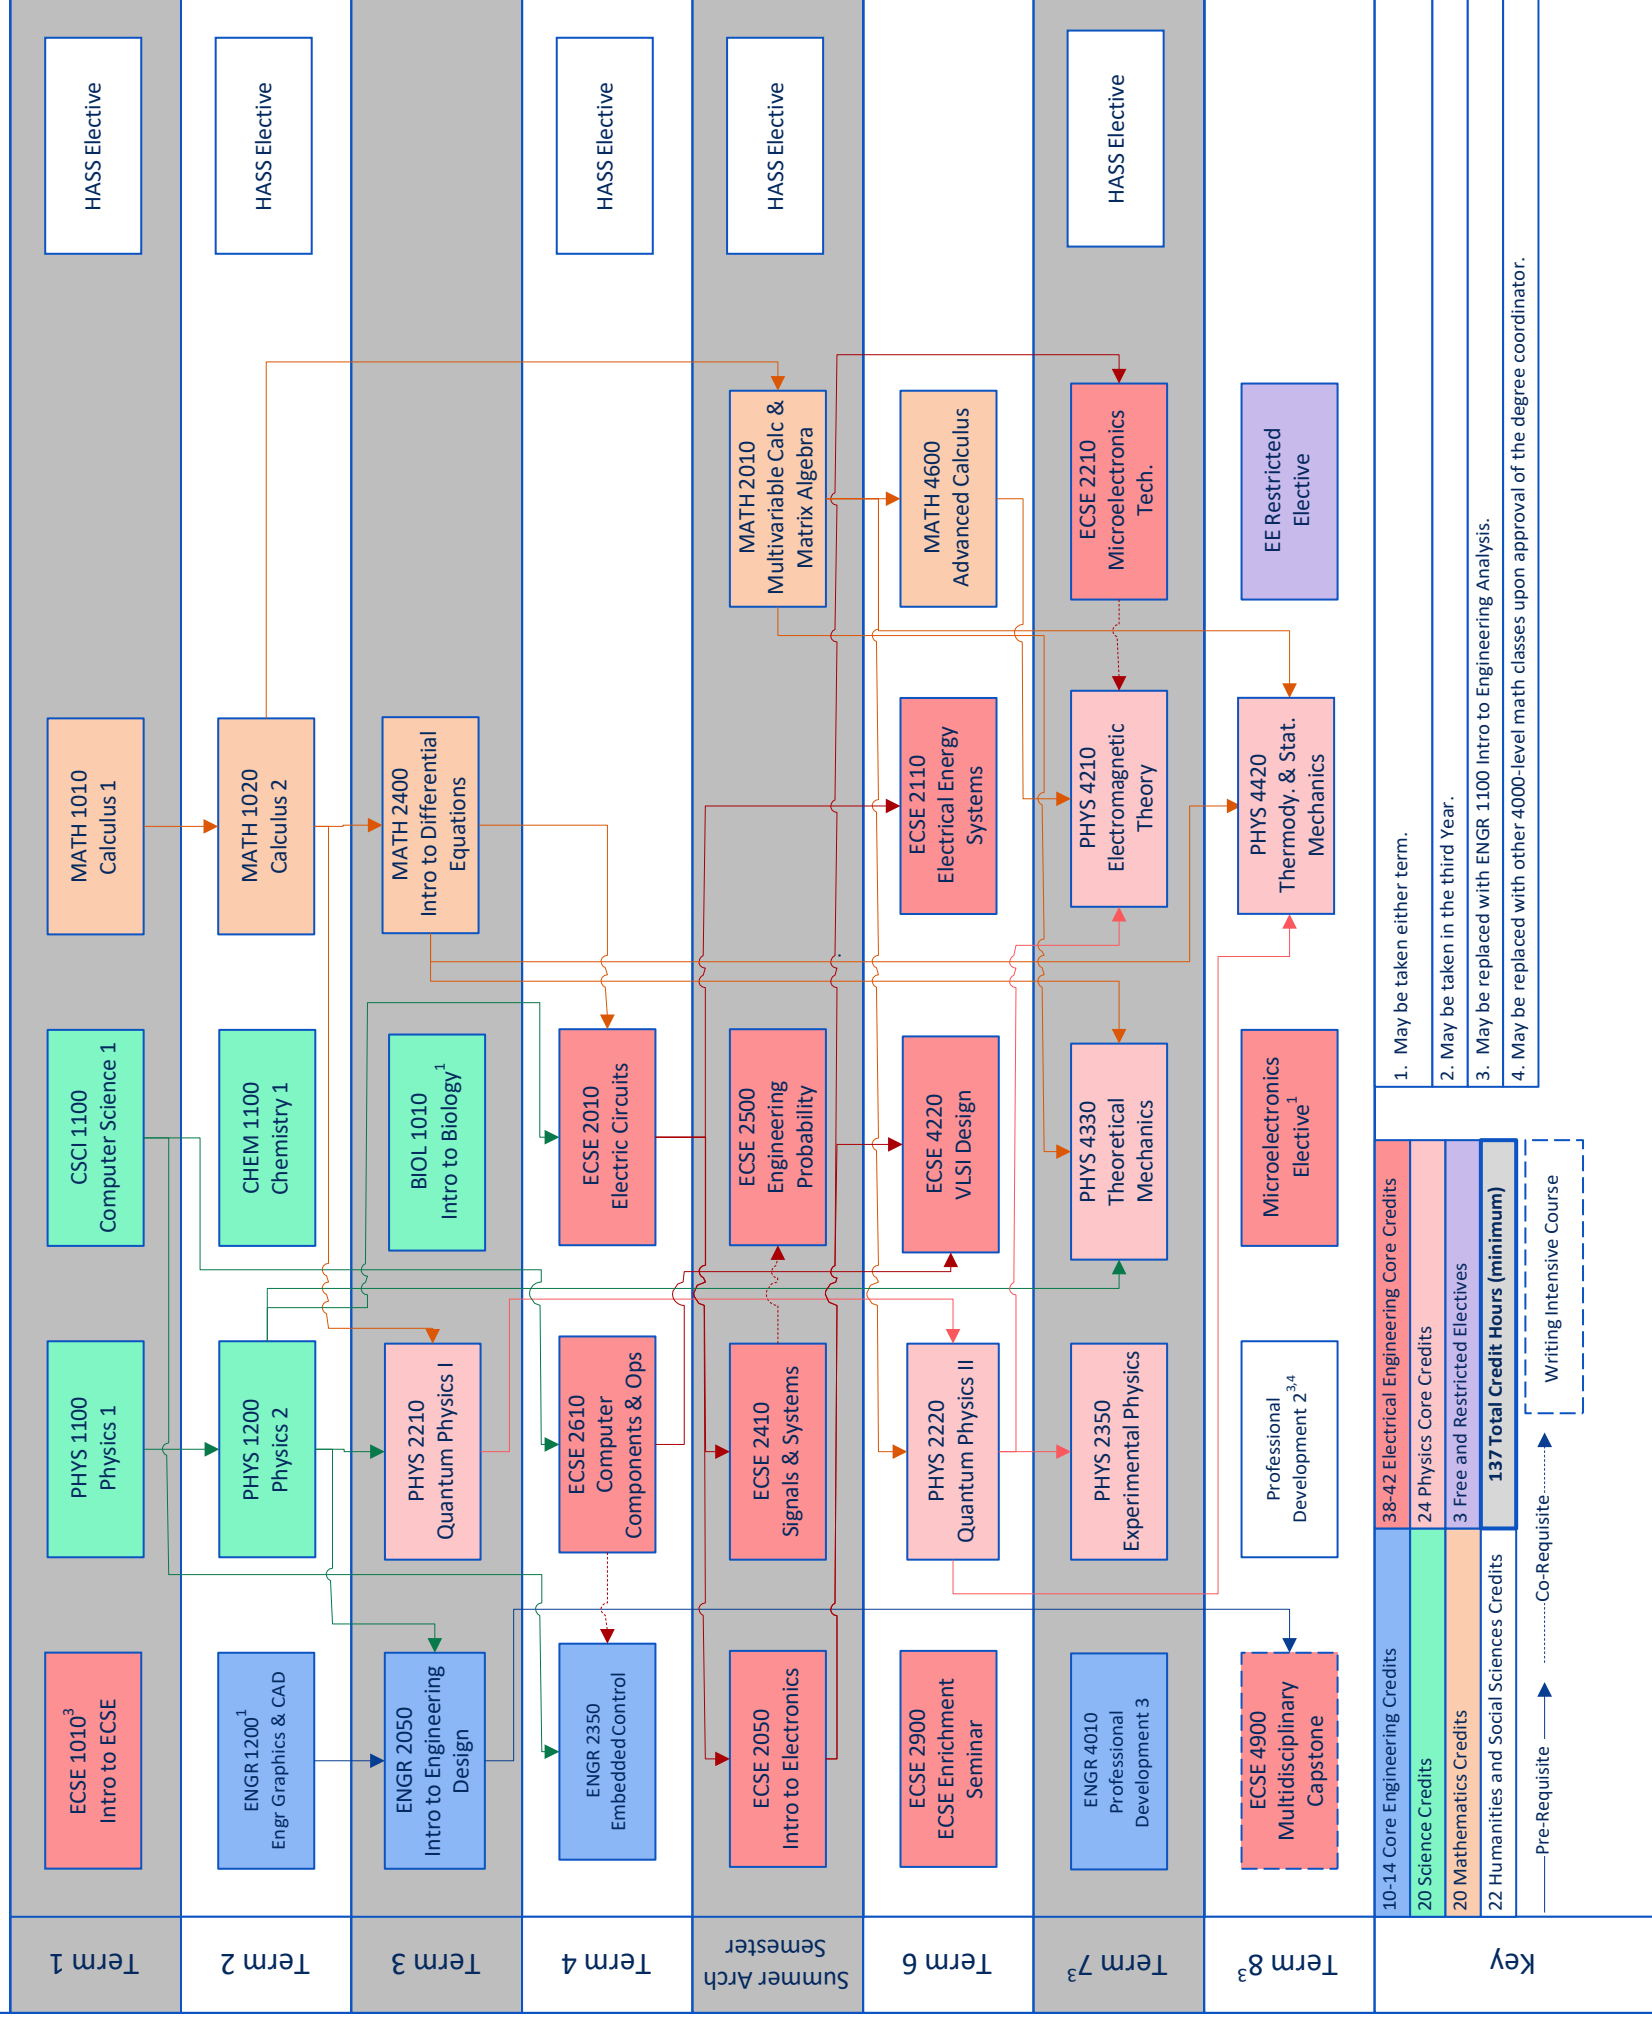 Term 1
ECSE 1010³
Intro to ECSE
PHYS 1100
Physics 1
CSCI 1100
Computer Science 1
MATH 1010
Calculus 1
HASS Elective
Term 2
ENGR 1200¹
Engr Graphics & CAD
PHYS 1200
Physics 2
CHEM 1100
Chemistry 1
MATH 1020
Calculus 2
HASS Elective
Term 3
ENGR 2050
Intro to Engineering
Design
PHYS 2210
Quantum Physics I
BIOL 1010
Intro to Biology¹
MATH 2400
Intro to Differential
Equations
Term 4
ENGR 2350
Embedded Control
ECSE 2610
Computer
Components & Ops
ECSE 2010
Electric Circuits
HASS Elective
Summer Arch
Semester
ECSE 2050
Intro to Electronics
ECSE 2410
Signals & Systems
ECSE 2500
Engineering
Probability
MATH 2010
Multivariable Calc &
Matrix Algebra
HASS Elective
Term 6
ECSE 2900
ECSE Enrichment
Seminar
PHYS 2220
Quantum Physics II
ECSE 4220
VLSI Design
ECSE 2110
Electrical Energy
Systems
MATH 4600
Advanced Calculus
Term 7³
ENGR 4010
Professional
Development 3
PHYS 2350
Experimental Physics
PHYS 4330
Theoretical
Mechanics
PHYS 4210
Electromagnetic
Theory
ECSE 2210
Microelectronics
Tech.
HASS Elective
Term 8³
ECSE 4900
Multidisciplinary
Capstone
Professional
Development 2³,⁴
Microelectronics
Elective¹
PHYS 4420
Thermody. & Stat.
Mechanics
EE Restricted
Elective
Key
10-14 Core Engineering Credits
20 Science Credits
20 Mathematics Credits
22 Humanities and Social Sciences Credits
38-42 Electrical Engineering Core Credits
24 Physics Core Credits
3 Free and Restricted Electives
137 Total Credit Hours (minimum)
Pre-Requisite
Co-Requisite
Writing Intensive Course
1. May be taken either term.
2. May be taken in the third Year.
3. May be replaced with ENGR 1100 Intro to Engineering Analysis.
4. May be replaced with other 4000-level math classes upon approval of the degree coordinator.